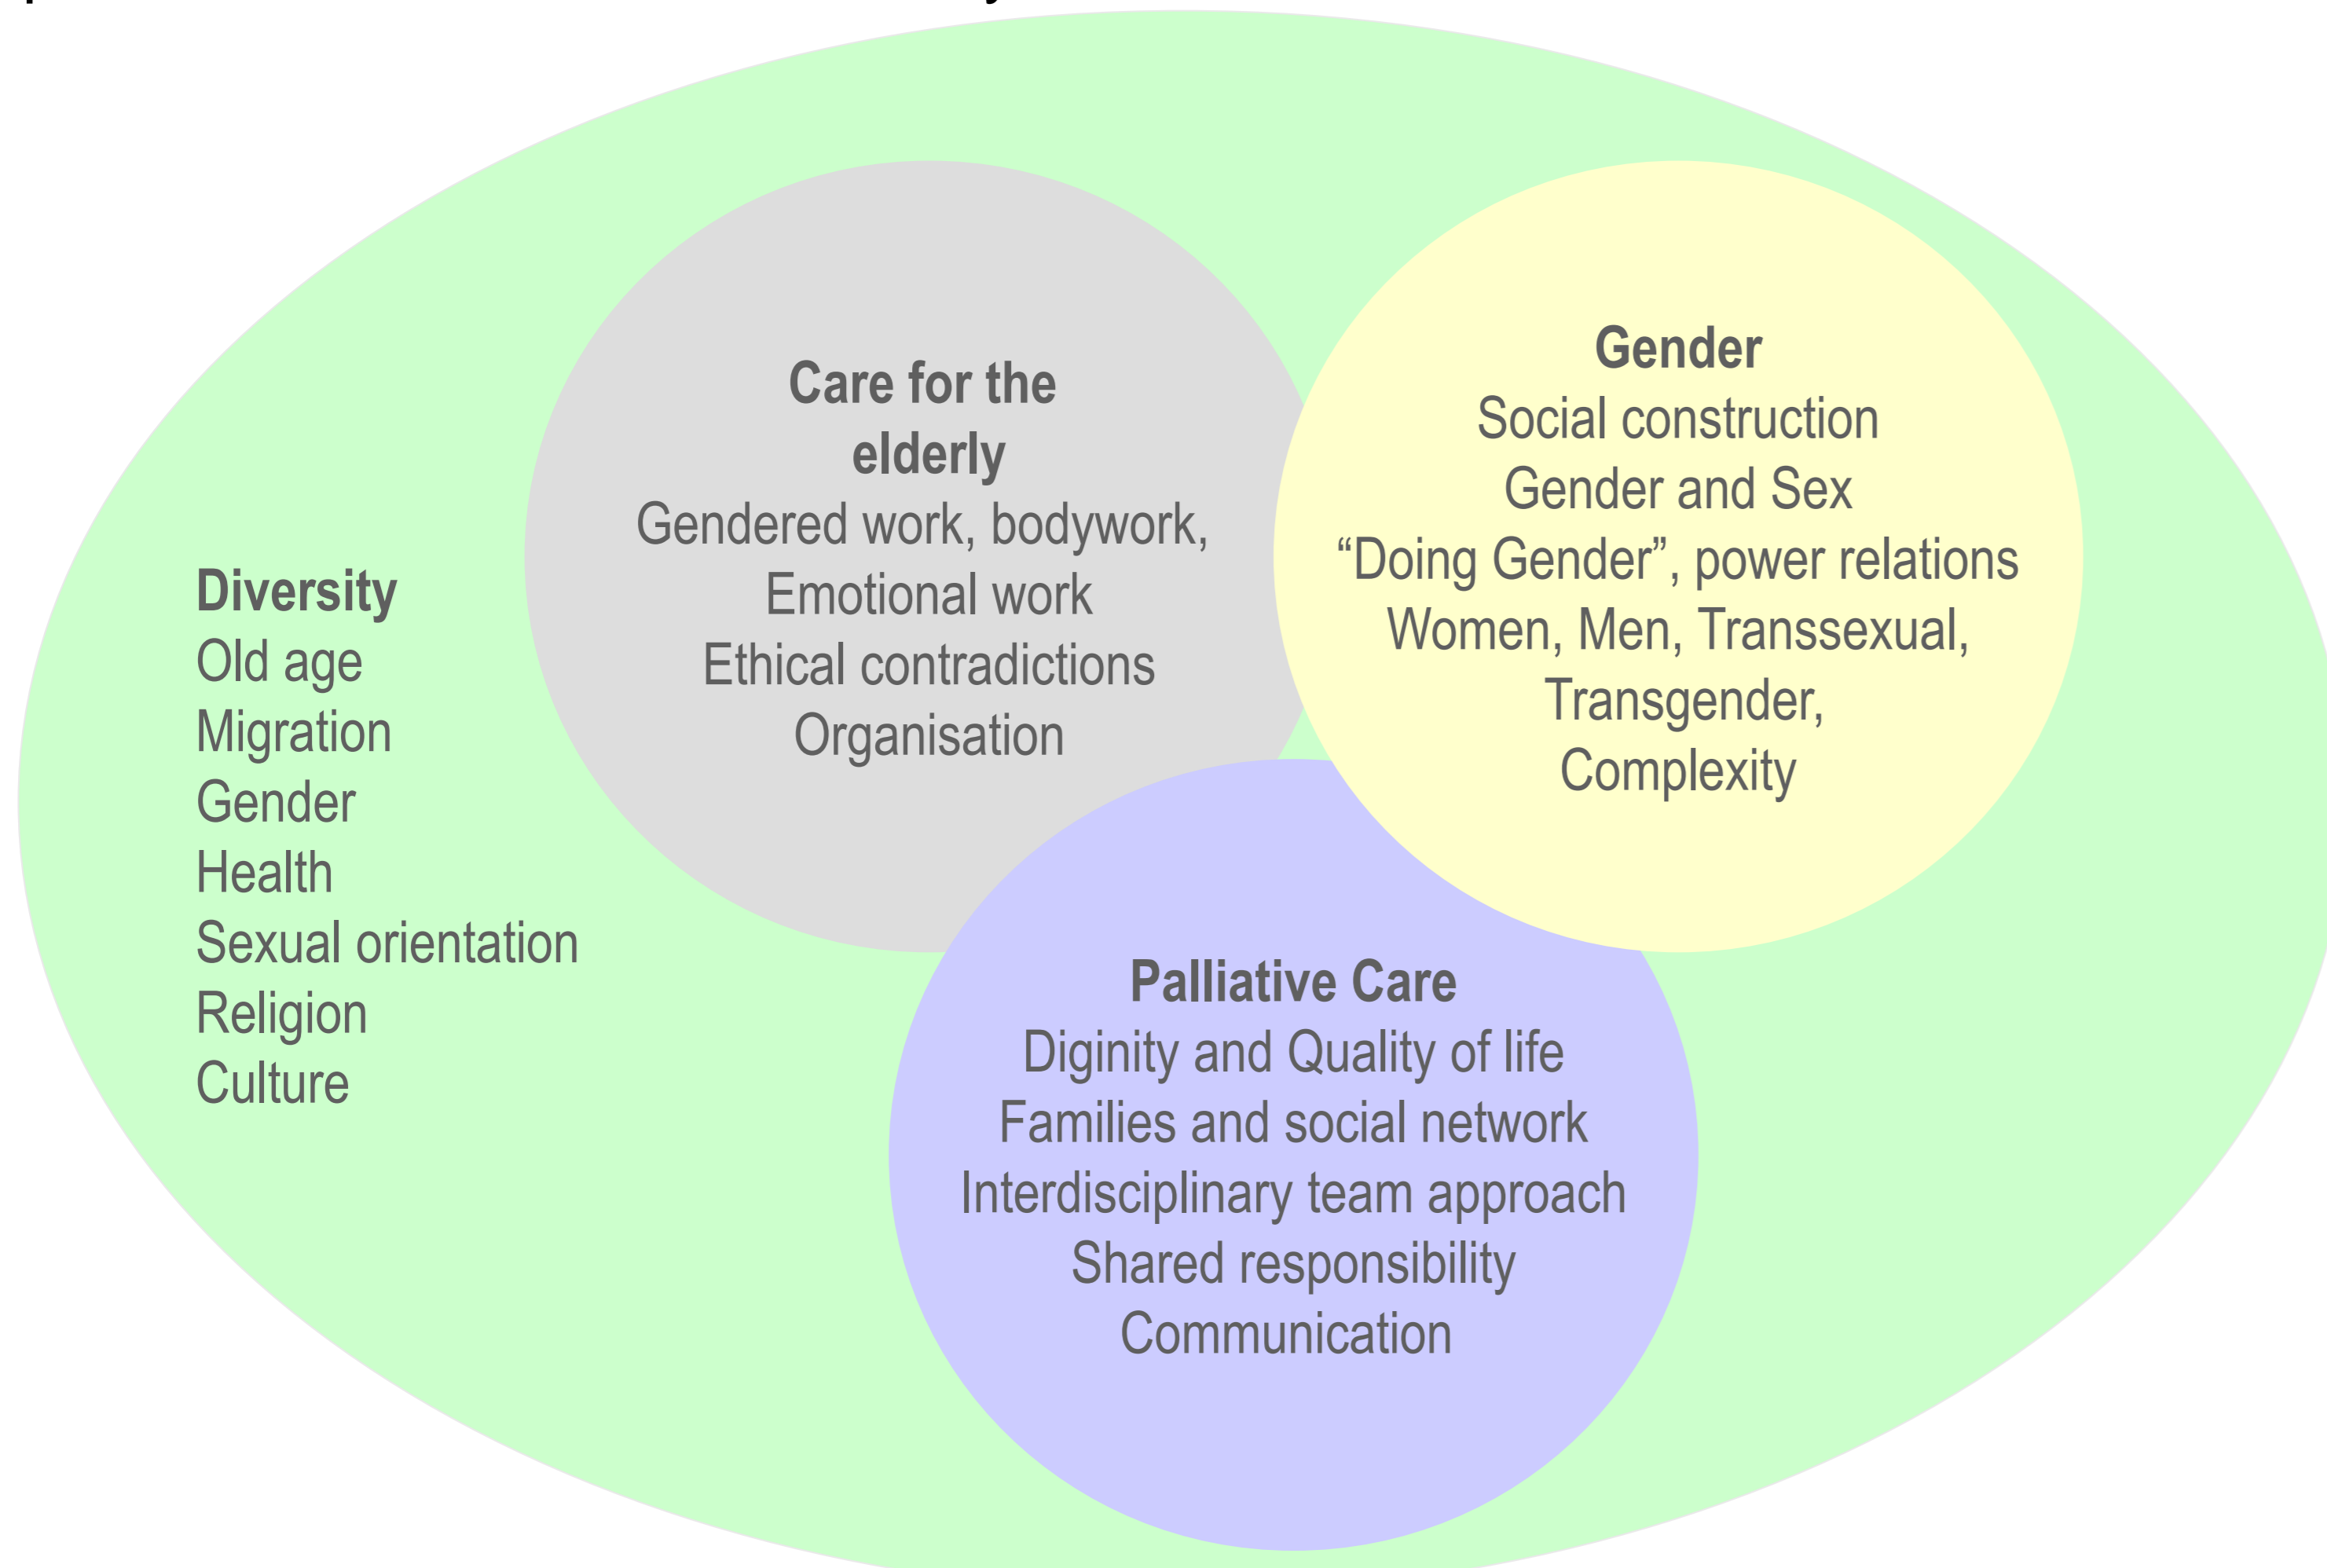 Diversity
Old age
Migration
Gender
Health
Sexual orientation
Religion
Culture
Care for the
elderly
Gendered work, bodywork,
Emotional work
Ethical contradictions
Organisation
Gender
Social construction
Gender and Sex
“Doing Gender”, power relations
Women, Men, Transsexual,
Transgender,
Complexity
Palliative Care
Diginity and Quality of life
Families and social network
Interdisciplinary team approach
Shared responsibility
Communication